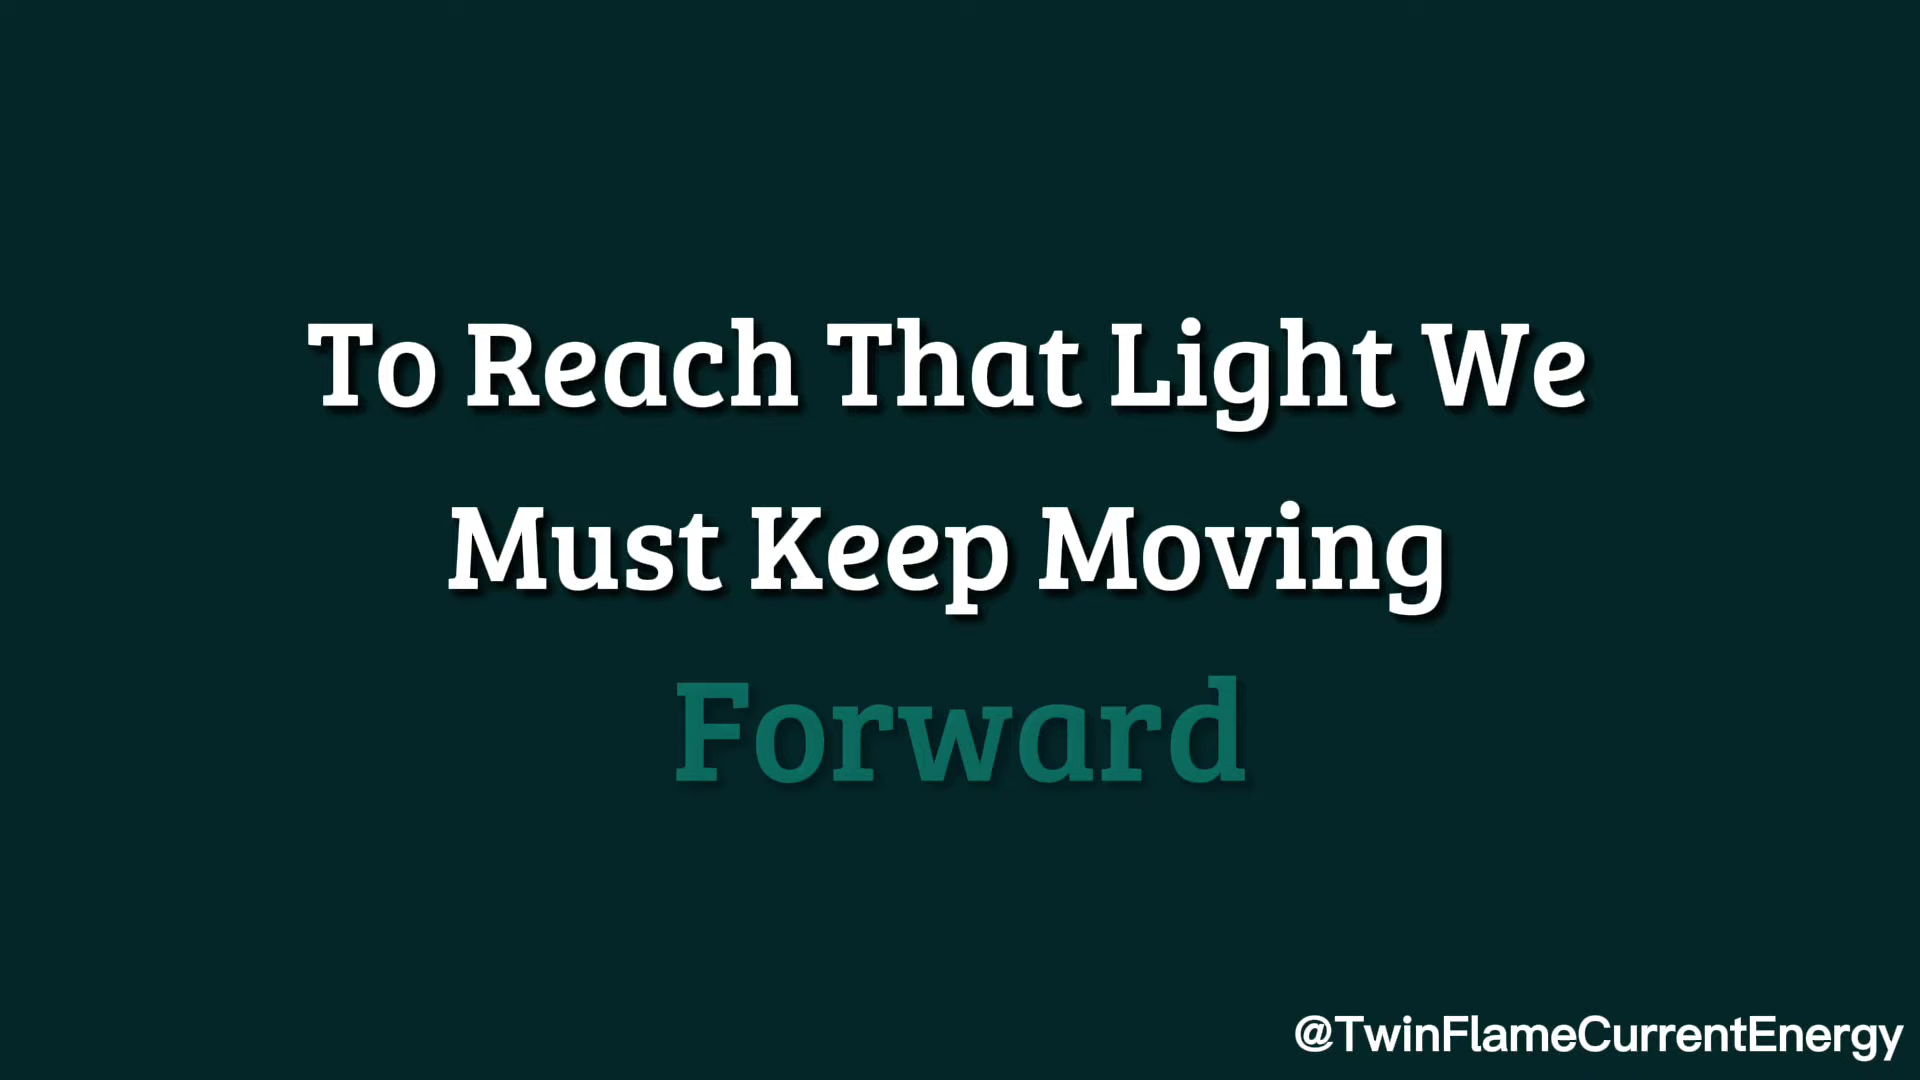 To Reach That Light We
Must Keep Moving
Forward
@TwinFlameCurrentEnergy